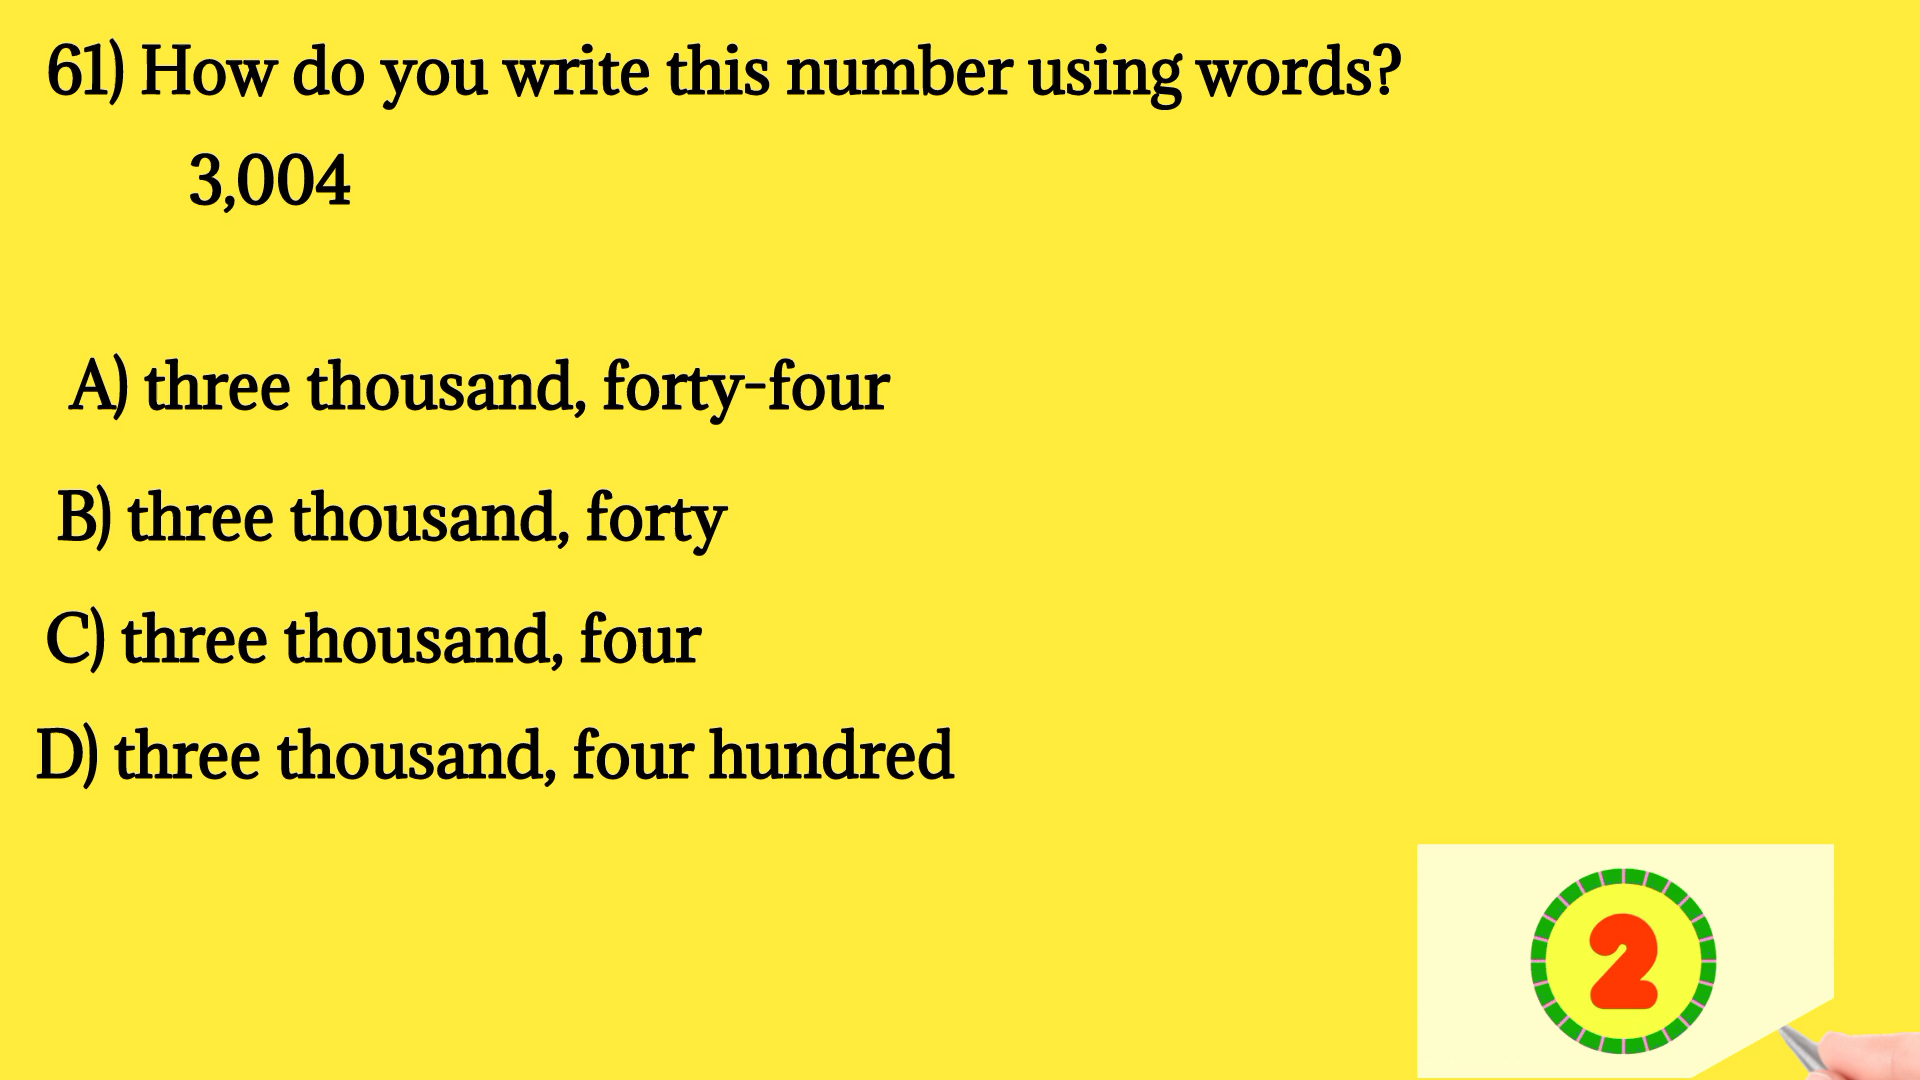 61) How do you write this number using words?
3,004
A) three thousand, forty-four
B) three thousand, forty
C) three thousand, four
D) three thousand, four hundred
2